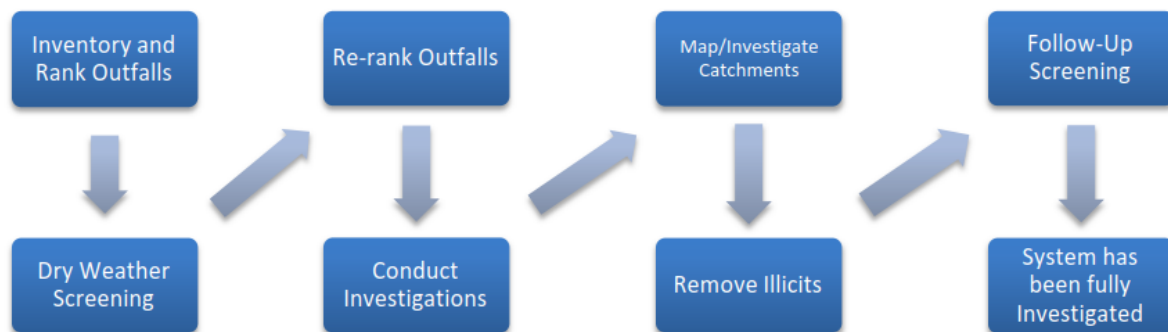 Inventory and
Rank Outfalls
Dry Weather
Screening
Re-rank Outfalls
Conduct
Investigations
Map/Investigate
Catchments
Remove Illicits
Follow-Up
Screening
System has
been fully
Investigated